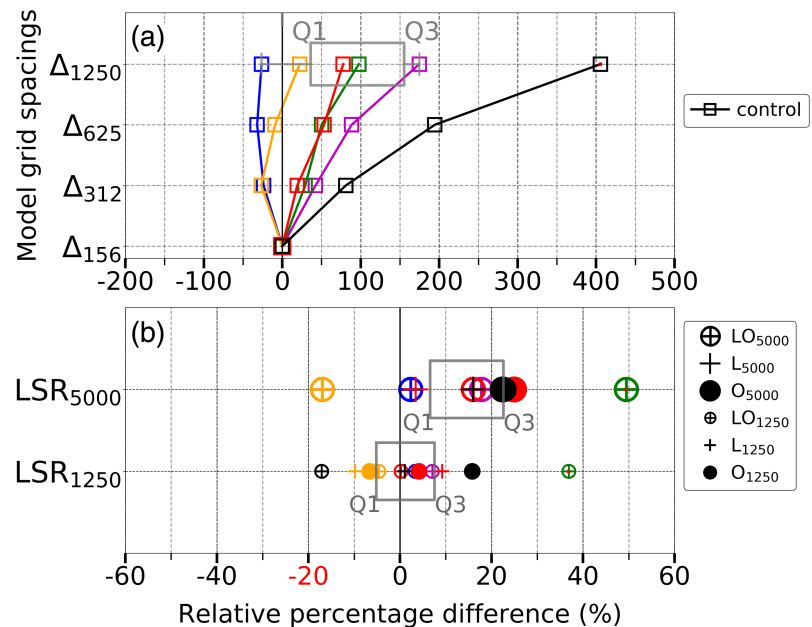 (a)
Q1
Q3
Model grid spacings
Δ1250
Δ625
Δ312
Δ156
-200 -100 0 100 200 300 400 500
control
(b)
LSR5000
LSR1250
Q1
Q3
Q1
Q3
-60 -40 -20 0 20 40 60
Relative percentage difference (%)
LO5000
L5000
O5000
LO1250
L1250
O1250